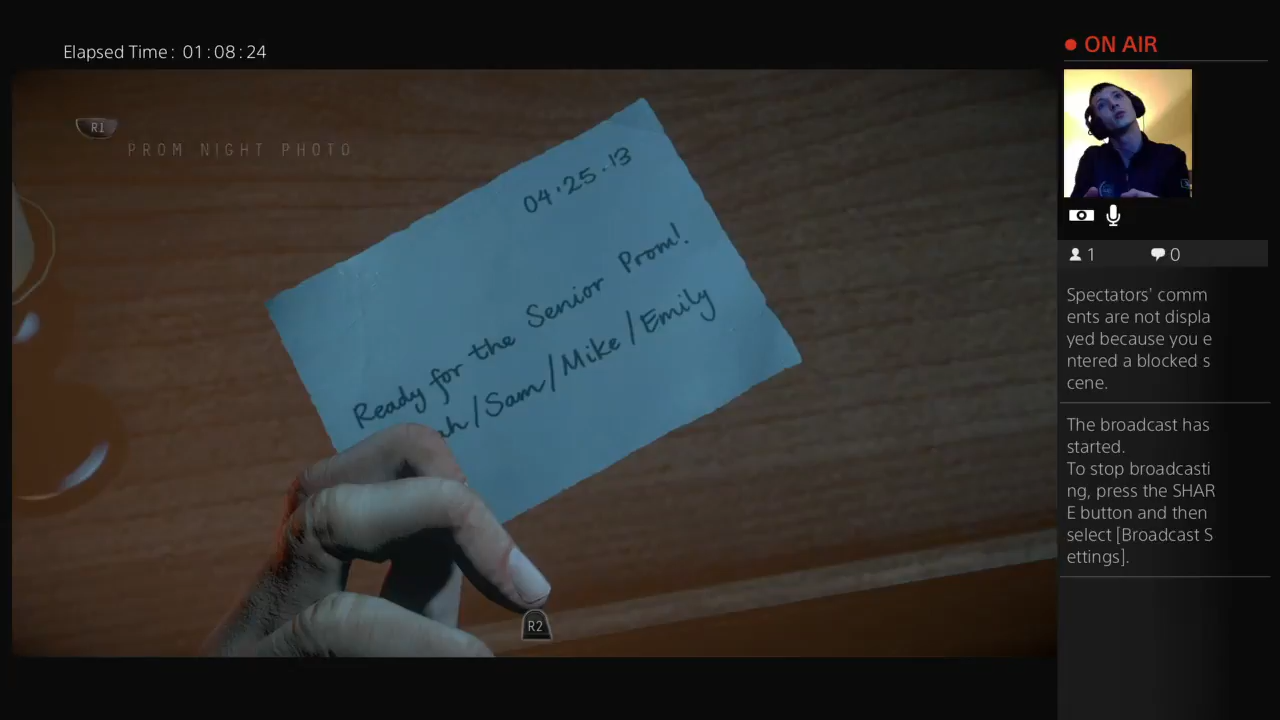 Elapsed Time: 01:08:24
ON AIR
R1
PROM NIGHT PHOTO
04·25·13
Ready for the Senior Prom!
ah/Sam/Mike/Emily
R2
1
0
Spectators' comm
ents are not displa
yed because you e
ntered a blocked s
cene.
The broadcast has
started.
To stop broadcasti
ng, press the SHAR
E button and then
select [Broadcast S
ettings].